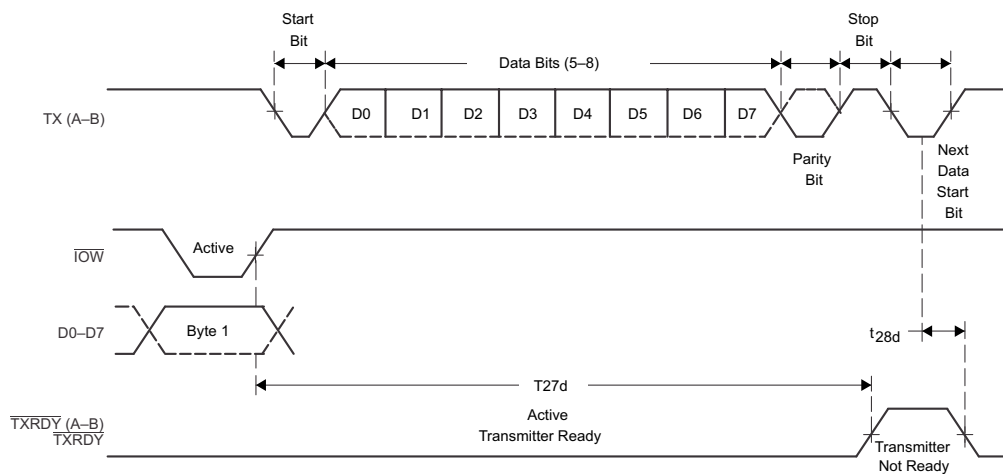 Start
Bit
Stop
Bit
Data Bits (5–8)
TX (A–B)
D0 D1 D2 D3 D4 D5 D6 D7
Parity
Bit
Next
Data
Start
Bit
IOW
Active
D0–D7
Byte 1
t28d
T27d
TXRDY (A–B)
TXRDY
Active
Transmitter Ready
Transmitter
Not Ready